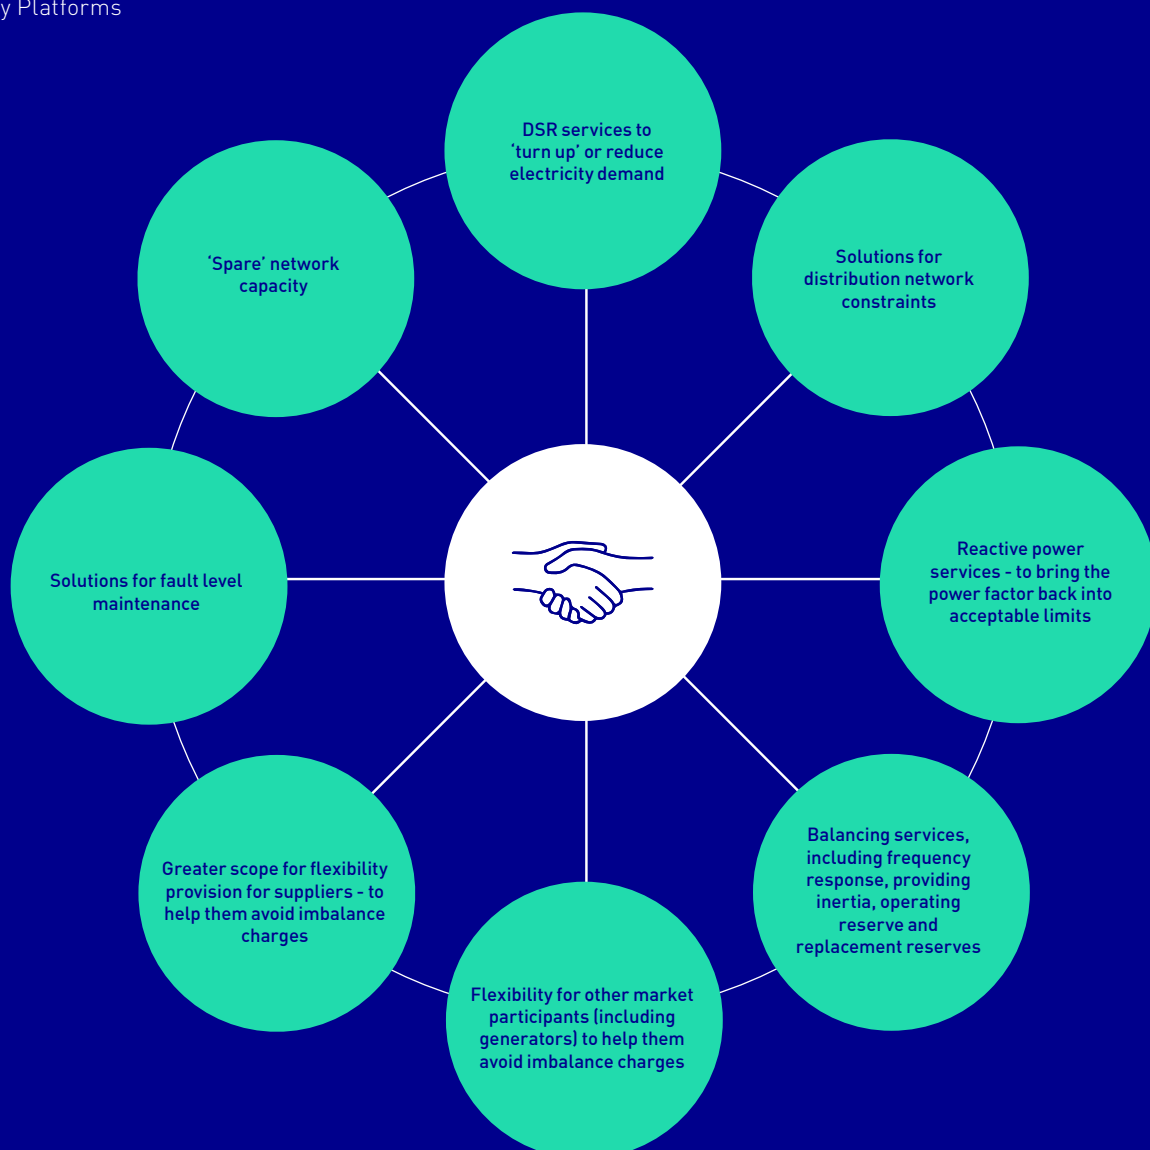 y Platforms
DSR services to
‘turn up’ or reduce
electricity demand
Solutions for
distribution network
constraints
Reactive power
services - to bring the
power factor back into
acceptable limits
Balancing services,
including frequency
response, providing
inertia, operating
reserve and
replacement reserves
Flexibility for other market
participants (including
generators) to help them
avoid imbalance charges
Greater scope for flexibility
provision for suppliers - to
help them avoid imbalance
charges
Solutions for fault level
maintenance
‘Spare’ network
capacity